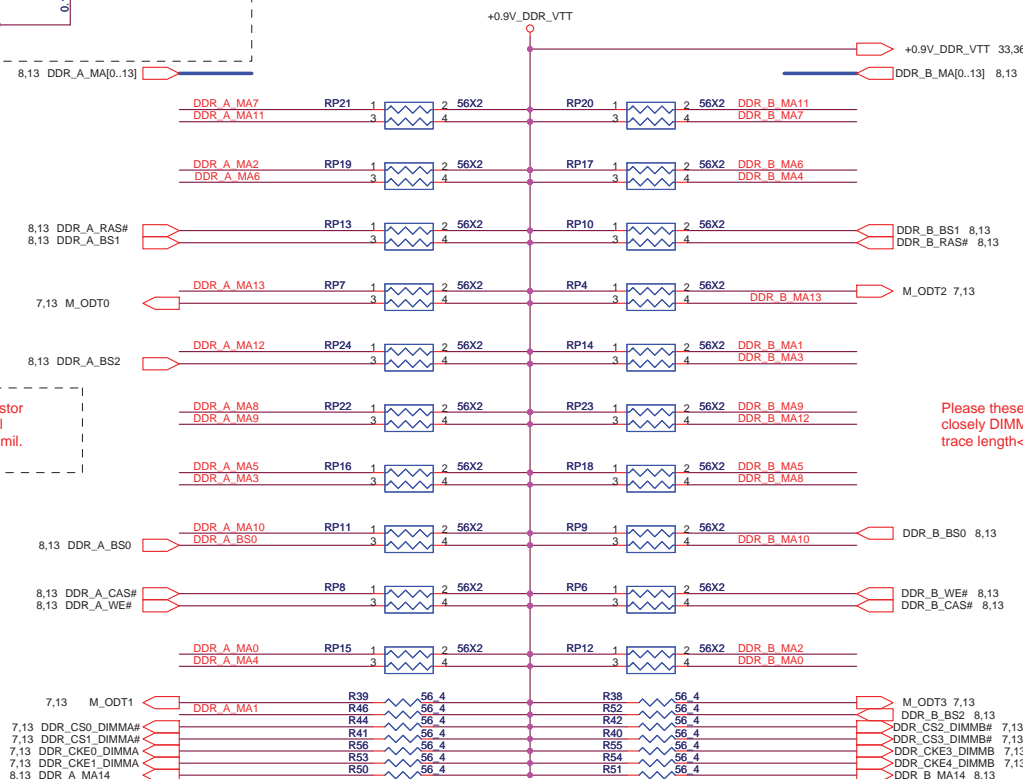 0.
+0.9V_DDR_VTT
+0.9V_DDR_VTT 33,36
8,13 DDR_A_MA[0..13]
DDR_B_MA[0..13] 8,13
DDR_A_MA7 RP21 1 2 56X2 RP20 1 2 56X2 DDR_B_MA11
DDR_A_MA11 3 4 3 4 DDR_B_MA7
DDR_A_MA2 RP19 1 2 56X2 RP17 1 2 56X2 DDR_B_MA6
DDR_A_MA6 3 4 3 4 DDR_B_MA4
8,13 DDR_A_RAS# RP13 1 2 56X2 RP10 1 2 56X2 DDR_B_BS1 8,13
8,13 DDR_A_BS1 3 4 3 4 DDR_B_RAS# 8,13
DDR_A_MA13 RP7 1 2 56X2 RP4 1 2 56X2 M_ODT2 7,13
7,13 M_ODT0 3 4 3 4 DDR_B_MA13
DDR_A_MA12 RP24 1 2 56X2 RP14 1 2 56X2 DDR_B_MA1
8,13 DDR_A_BS2 3 4 3 4 DDR_B_MA3
stor
l
mil.
DDR_A_MA8 RP22 1 2 56X2 RP23 1 2 56X2 DDR_B_MA9
DDR_A_MA9 3 4 3 4 DDR_B_MA12
Please these
closely DIMM
trace length<
DDR_A_MA5 RP16 1 2 56X2 RP18 1 2 56X2 DDR_B_MA5
DDR_A_MA3 3 4 3 4 DDR_B_MA8
DDR_A_MA10 RP11 1 2 56X2 RP9 1 2 56X2 DDR_B_BS0 8,13
8,13 DDR_A_BS0 DDR_A_BS0 3 4 3 4 DDR_B_MA10
8,13 DDR_A_CAS# RP8 1 2 56X2 RP6 1 2 56X2 DDR_B_WE# 8,13
8,13 DDR_A_WE# 3 4 3 4 DDR_B_CAS# 8,13
DDR_A_MA0 RP15 1 2 56X2 RP12 1 2 56X2 DDR_B_MA2
DDR_A_MA4 3 4 3 4 DDR_B_MA0
7,13 M_ODT1 R39 56_4 R38 56_4 M_ODT3 7,13
DDR_A_MA1 R46 56_4 R52 56_4 DDR_B_BS2 8,13
7,13 DDR_CS0_DIMMA# R44 56_4 R42 56_4 DDR_CS2_DIMMB# 7,13
7,13 DDR_CS1_DIMMA# R41 56_4 R40 56_4 DDR_CS3_DIMMB# 7,13
7,13 DDR_CKE0_DIMMA R56 56_4 R55 56_4 DDR_CKE3_DIMMB 7,13
7,13 DDR_CKE1_DIMMA R53 56_4 R54 56_4 DDR_CKE4_DIMMB 7,13
8,13 DDR_A_MA14 R50 56_4 R51 56_4 DDR_B_MA14 8,13